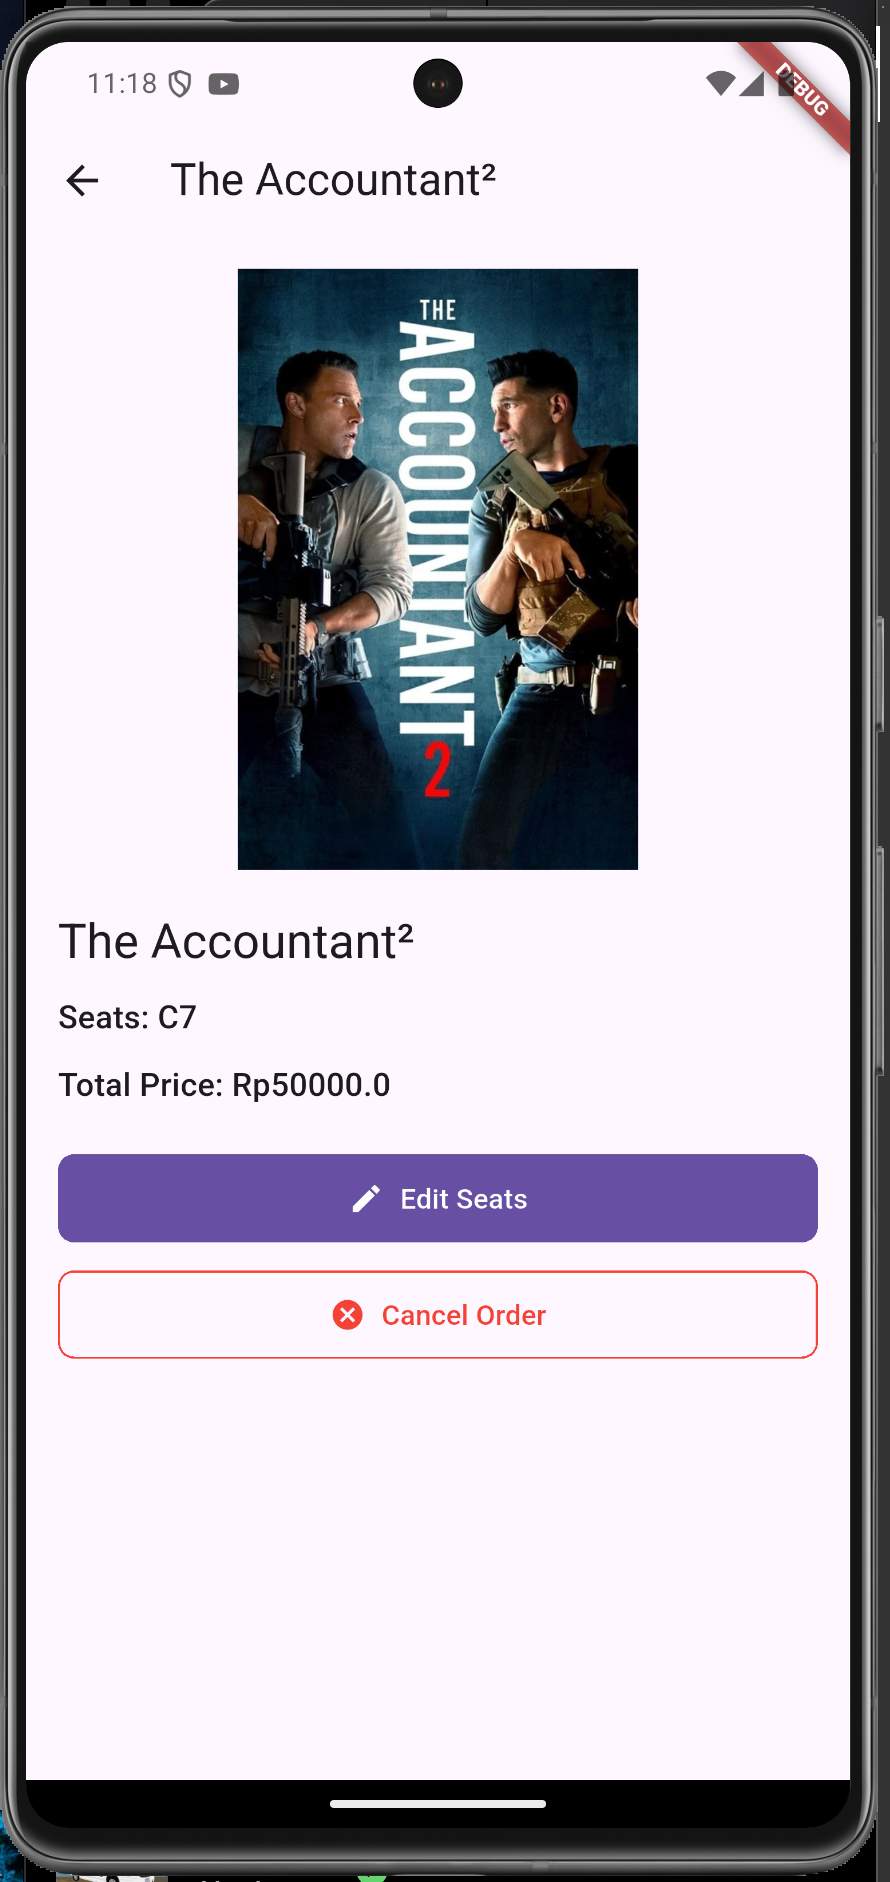 11:18
DEBUG
The Accountant²
THE
ACCOUNTANT
2
The Accountant²
Seats: C7
Total Price: Rp50000.0
Edit Seats
Cancel Order